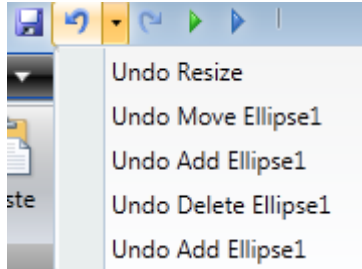 Undo Resize
Undo Move Ellipse1
Undo Add Ellipse1
ste
Undo Delete Ellipse1
Undo Add Ellipse1